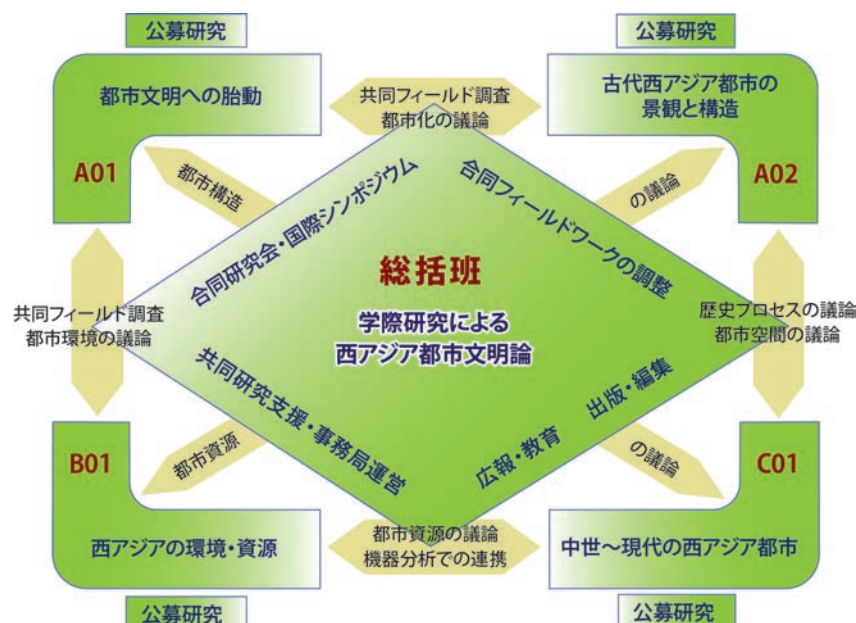 公募研究
公募研究
都市文明への胎動
共同フィールド調査
都市化の議論
古代西アジア都市の
景観と構造
A01
都市構造
の議論
A02
合同研究会・国際シンポジウム
合同フィールドワークの調整
総括班
学際研究による
西アジア都市文明論
共同フィールド調査
都市環境の議論
歴史プロセスの議論
都市空間の議論
共同研究支援・事務局運営
広報・教育 出版・編集
B01
都市資源
の議論
C01
西アジアの環境・資源
都市資源の議論
機器分析での連携
中世〜現代の西アジア都市
公募研究
公募研究